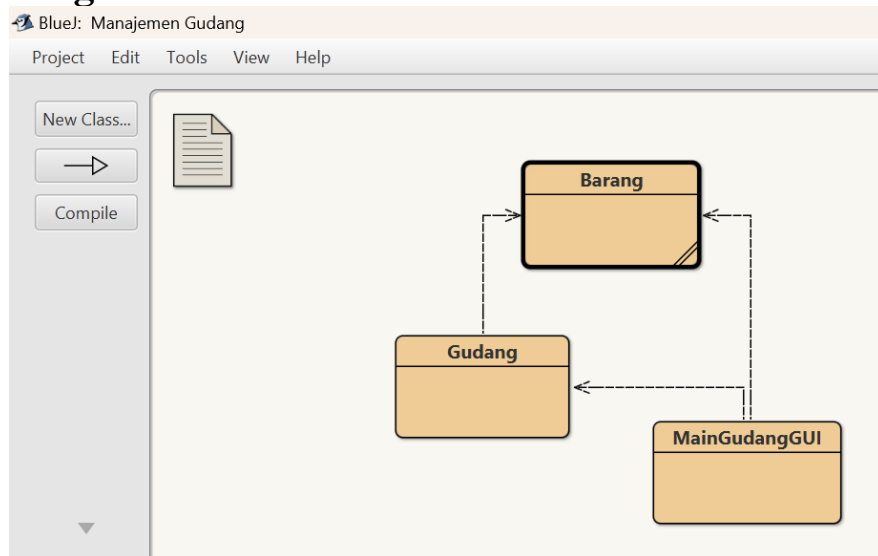 BlueJ: Manajemen Gudang
Project Edit Tools View Help
New Class...
Compile
Barang
Gudang
MainGudangGUI